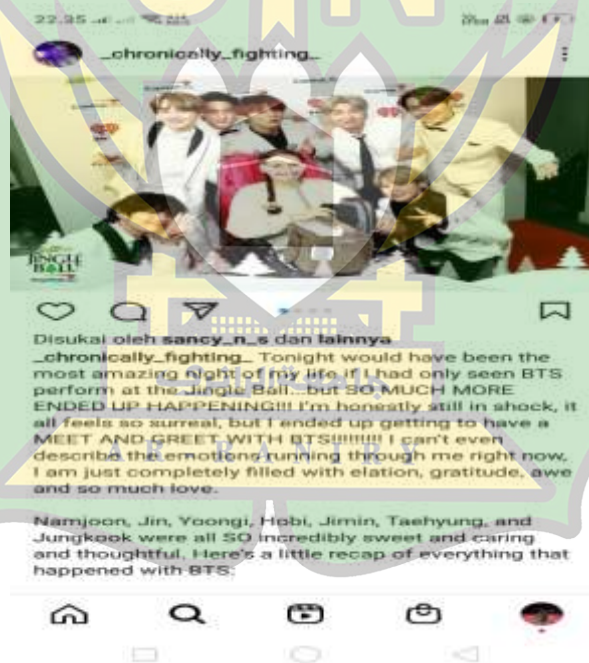 22.35
_chronically_fighting_
JINGLE
BALL
Disukai oleh sancy_n_s dan lainnya
_chronically_fighting_ Tonight would have been the
most amazing night of my life if I had only seen BTS
perform at the Jingle Ball...but SO MUCH MORE
ENDED UP HAPPENING!!! I'm honestly still in shock, it
all feels so surreal, but I ended up getting to have a
MEET AND GREET WITH BTS!!!!!!!!! I can't even
describe the emotions running through me right now,
I am just completely filled with elation, gratitude, awe
and so much love.
Namjoon, Jin, Yoongi, Hobi, Jimin, Taehyung, and
Jungkook were all SO incredibly sweet and caring
and thoughtful. Here's a little recap of everything that
happened with BTS:
جامعة الرانيري
AR-RANIRY